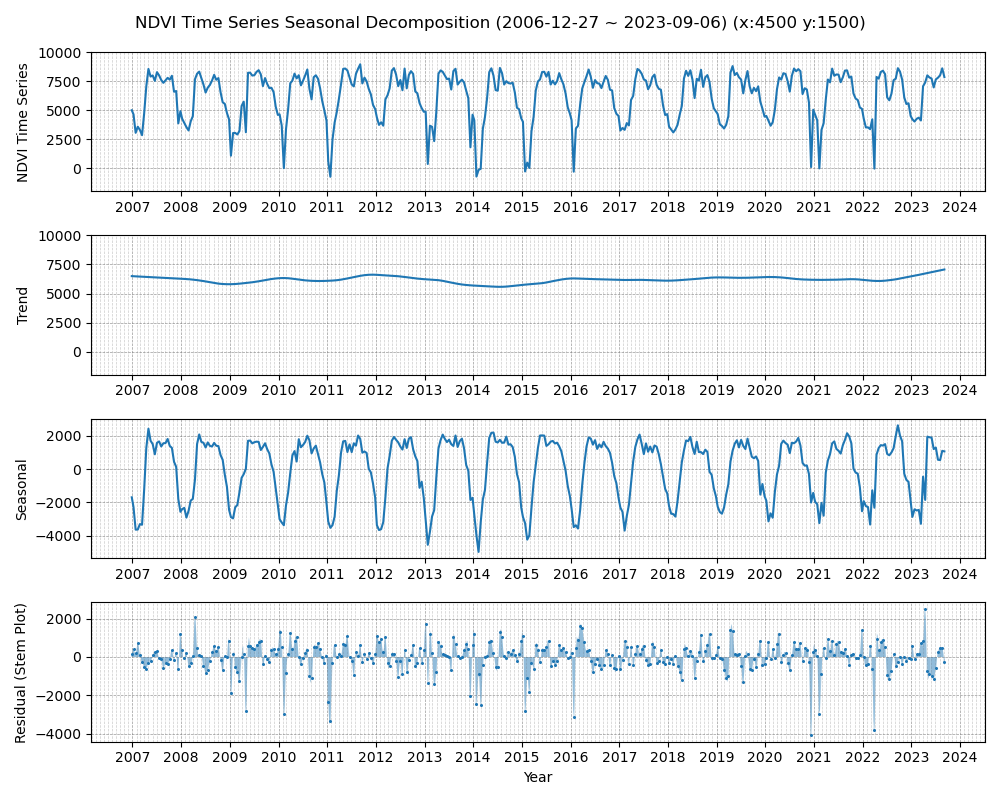 NDVI Time Series Seasonal Decomposition (2006-12-27 ~ 2023-09-06) (x:4500 y:1500)
NDVI Time Series
10000
7500
5000
2500
0
2007 2008 2009 2010 2011 2012 2013 2014 2015 2016 2017 2018 2019 2020 2021 2022 2023 2024
Trend
10000
7500
5000
2500
0
2007 2008 2009 2010 2011 2012 2013 2014 2015 2016 2017 2018 2019 2020 2021 2022 2023 2024
Seasonal
2000
0
−2000
−4000
2007 2008 2009 2010 2011 2012 2013 2014 2015 2016 2017 2018 2019 2020 2021 2022 2023 2024
Residual (Stem Plot)
2000
0
−2000
−4000
2007 2008 2009 2010 2011 2012 2013 2014 2015 2016 2017 2018 2019 2020 2021 2022 2023 2024
Year